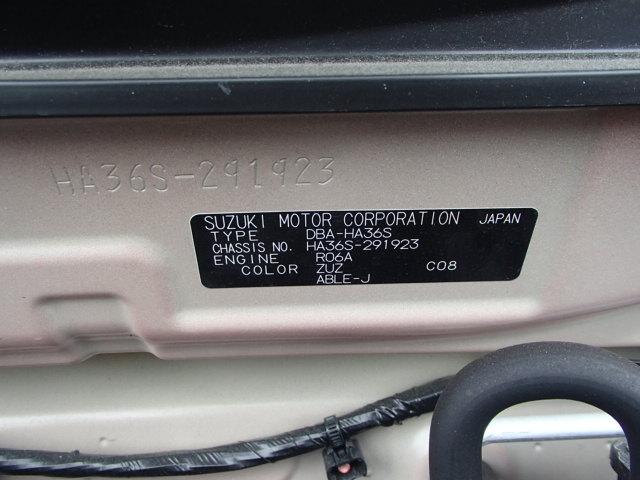 HA36S-291923
SUZUKI MOTOR CORPORATION JAPAN
TYPE DBA-HA36S
CHASSIS NO. HA36S-291923
ENGINE R06A
COLOR ZUZ C08
ABLE-J